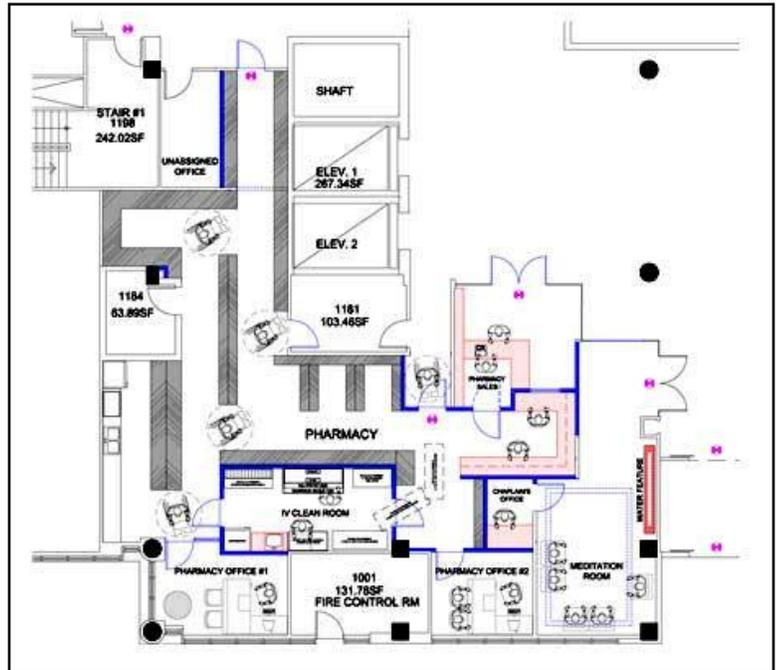 SHAFT
STAIR #1
1198
242.02SF
UNASSIGNED
OFFICE
ELEV. 1
267.34SF
ELEV. 2
1184
63.89SF
1181
103.46SF
PHARMACY
SALES
PHARMACY
IV CLEAN ROOM
CHAPLAIN'S
OFFICE
WATER FEATURE
PHARMACY OFFICE #1
1001
131.78SF
FIRE CONTROL RM
PHARMACY OFFICE #2
MEDITATION
ROOM